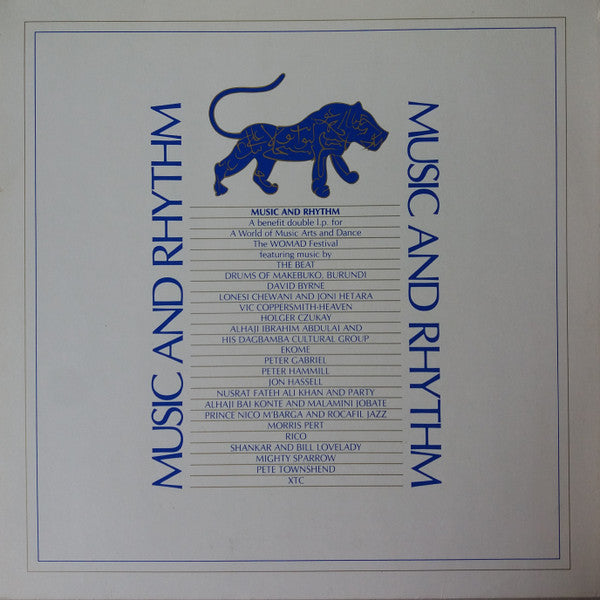 MUSIC AND RHYTHM
MUSIC AND RHYTHM
MUSIC AND RHYTHM
A benefit double l.p. for
A World of Music Arts and Dance
The WOMAD Festival
featuring music by
THE BEAT
DRUMS OF MAKEBUKO, BURUNDI
DAVID BYRNE
LONESI CHEWANI AND JONI HETARA
VIC COPPERSMITH-HEAVEN
HOLGER CZUKAY
ALHAJI IBRAHIM ABDULAI AND
HIS DAGBAMBA CULTURAL GROUP
EKOME
PETER GABRIEL
PETER HAMMILL
JON HASSELL
NUSRAT FATEH ALI KHAN AND PARTY
ALHAJI BAI KONTE AND MALAMINI JOBATE
PRINCE NICO M'BARGA AND ROCAFIL JAZZ
MORRIS PERT
RICO
SHANKAR AND BILL LOVELADY
MIGHTY SPARROW
PETE TOWNSHEND
XTC